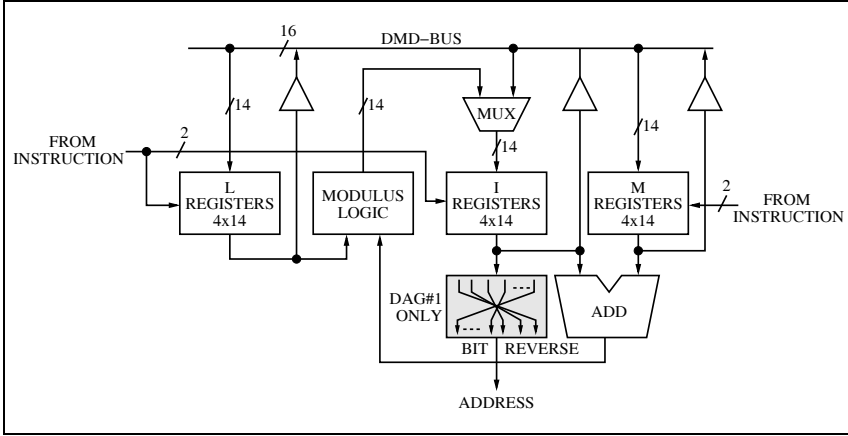 16
DMD-BUS
14
14
MUX
14
14
FROM
INSTRUCTION
2
L
REGISTERS
4x14
MODULUS
LOGIC
I
REGISTERS
4x14
M
REGISTERS
4x14
2
FROM
INSTRUCTION
DAG#1
ONLY
ADD
BIT REVERSE
ADDRESS